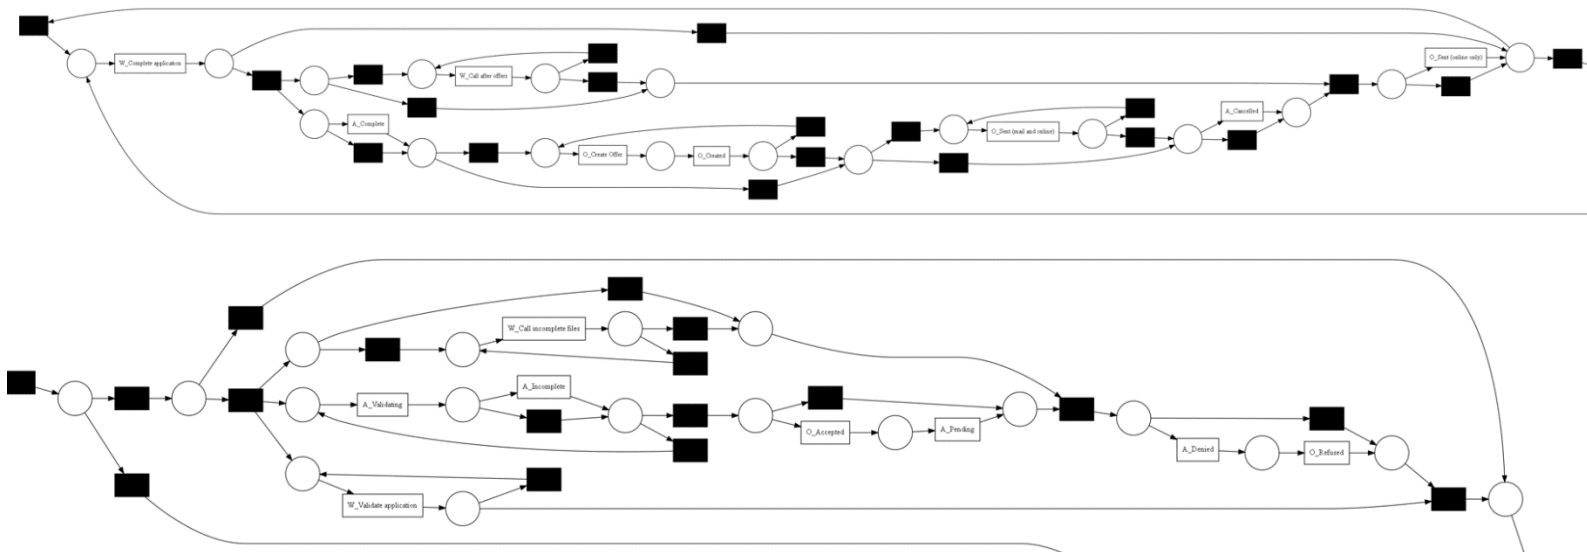 W_Complete application
W_Call after offers
O_Sent (online only)
A_Complete
O_Create Offer
O_Created
O_Sent (mail and online)
A_Cancelled
W_Call incomplete files
A_Validating
A_Incomplete
O_Accepted
A_Pending
A_Denied
O_Refused
W_Validate application